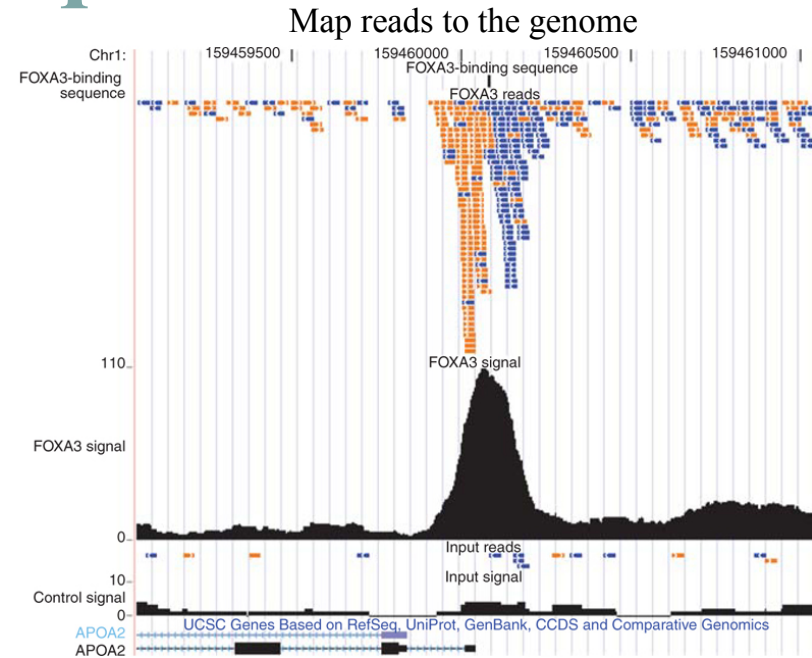 Map reads to the genome
Chr1: 159459500 159460000 159460500 159461000
FOXA3-binding sequence
FOXA3-binding
sequence
FOXA3 reads
110
FOXA3 signal
FOXA3 signal
0
Input reads
10
Input signal
Control signal
0
UCSC Genes Based on RefSeq, UniProt, GenBank, CCDS and Comparative Genomics
APOA2
APOA2